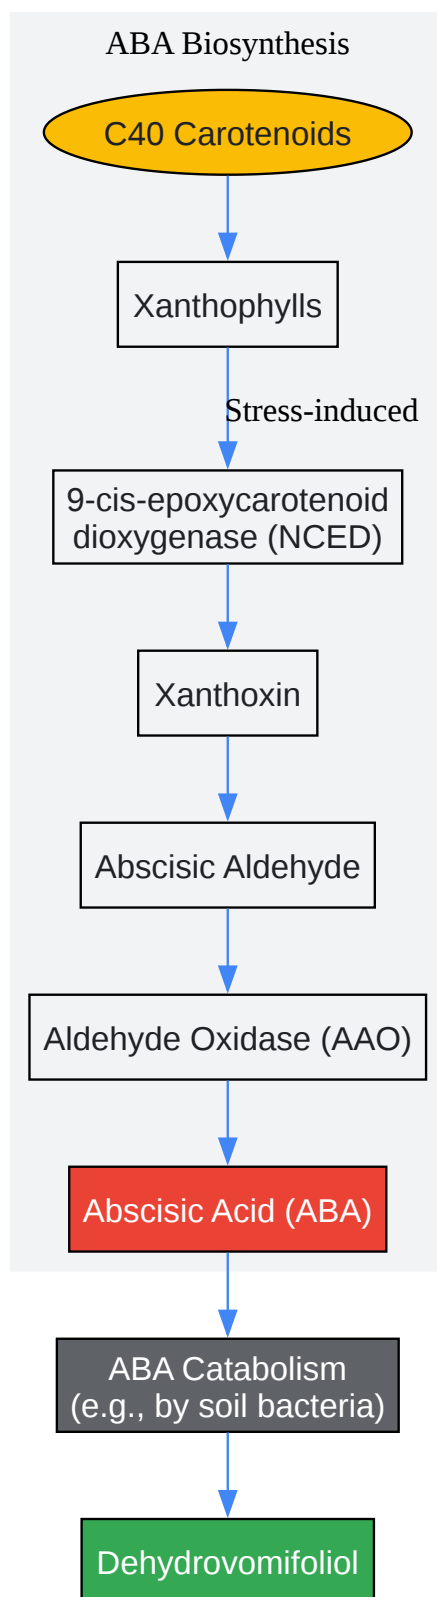 ABA Biosynthesis
C40 Carotenoids
Xanthophylls
Stress-induced
9-cis-epoxycarotenoid
dioxygenase (NCED)
Xanthoxin
Abscisic Aldehyde
Aldehyde Oxidase (AAO)
Abscisic Acid (ABA)
ABA Catabolism
(e.g., by soil bacteria)
Dehydrovomifoliol